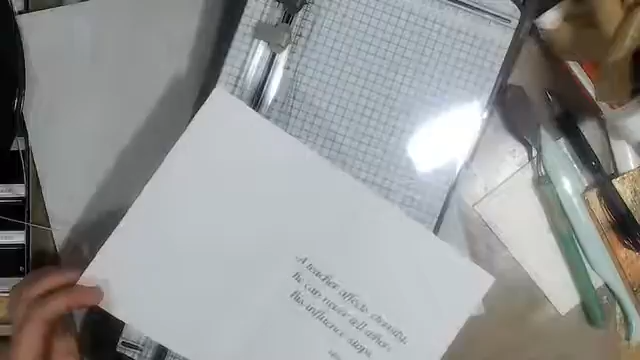 A teacher affects eternity;
he can never tell where
his influence stops.